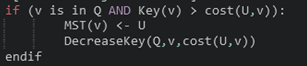 if (v is in Q AND Key(v) > cost(U,v)):
MST(v) <- U
DecreaseKey(Q,v,cost(U,v))
endif